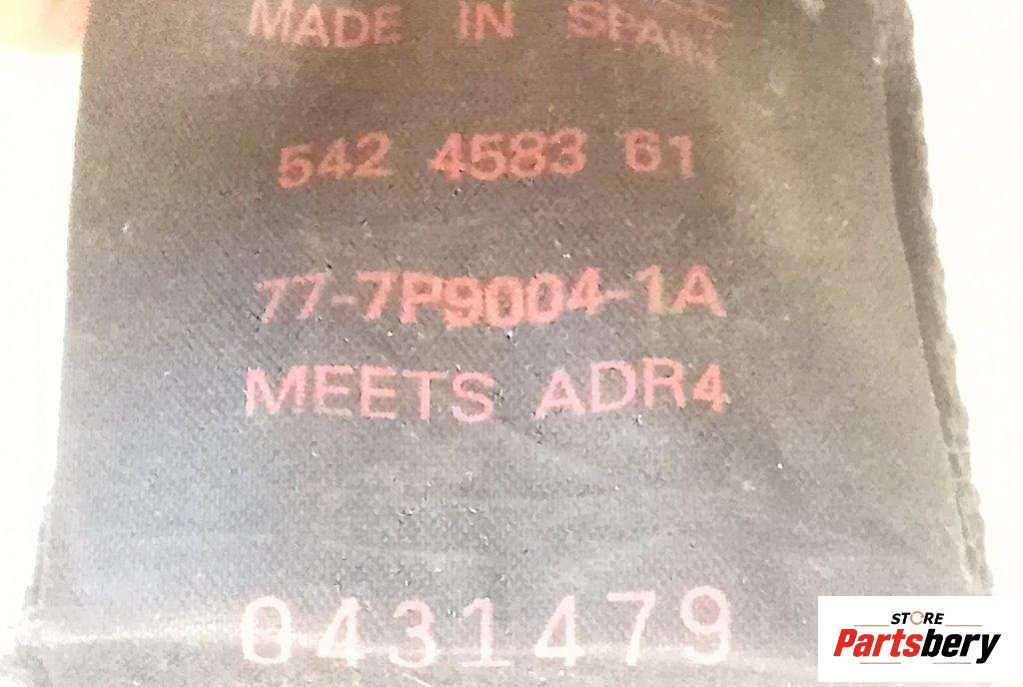 MADE IN SPAIN
542 4583 61
77-7P9004-1A
MEETS ADR4
0431479
STORE
Partsbery